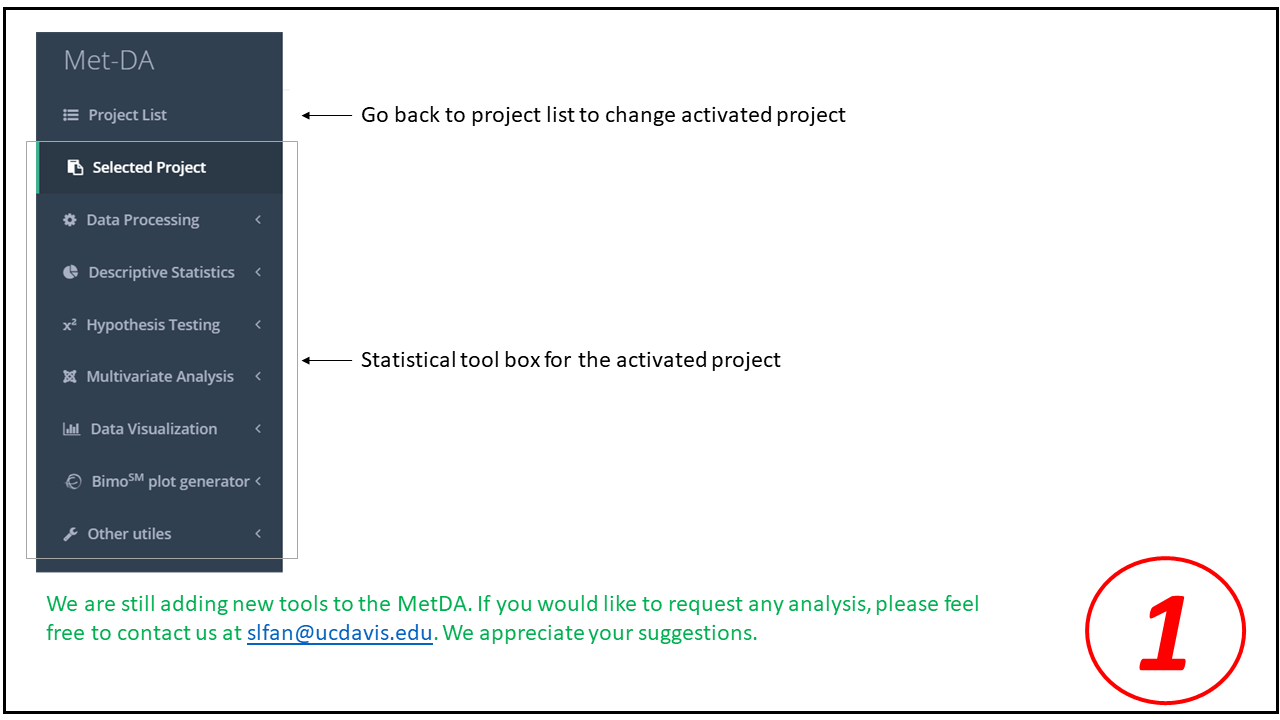 Met-DA
Project List
Go back to project list to change activated project
Selected Project
Data Processing
Descriptive Statistics
x² Hypothesis Testing
Statistical tool box for the activated project
Multivariate Analysis
Data Visualization
Bimoˢᴹ plot generator
Other utiles
We are still adding new tools to the MetDA. If you would like to request any analysis, please feel
free to contact us at slfan@ucdavis.edu. We appreciate your suggestions.
1